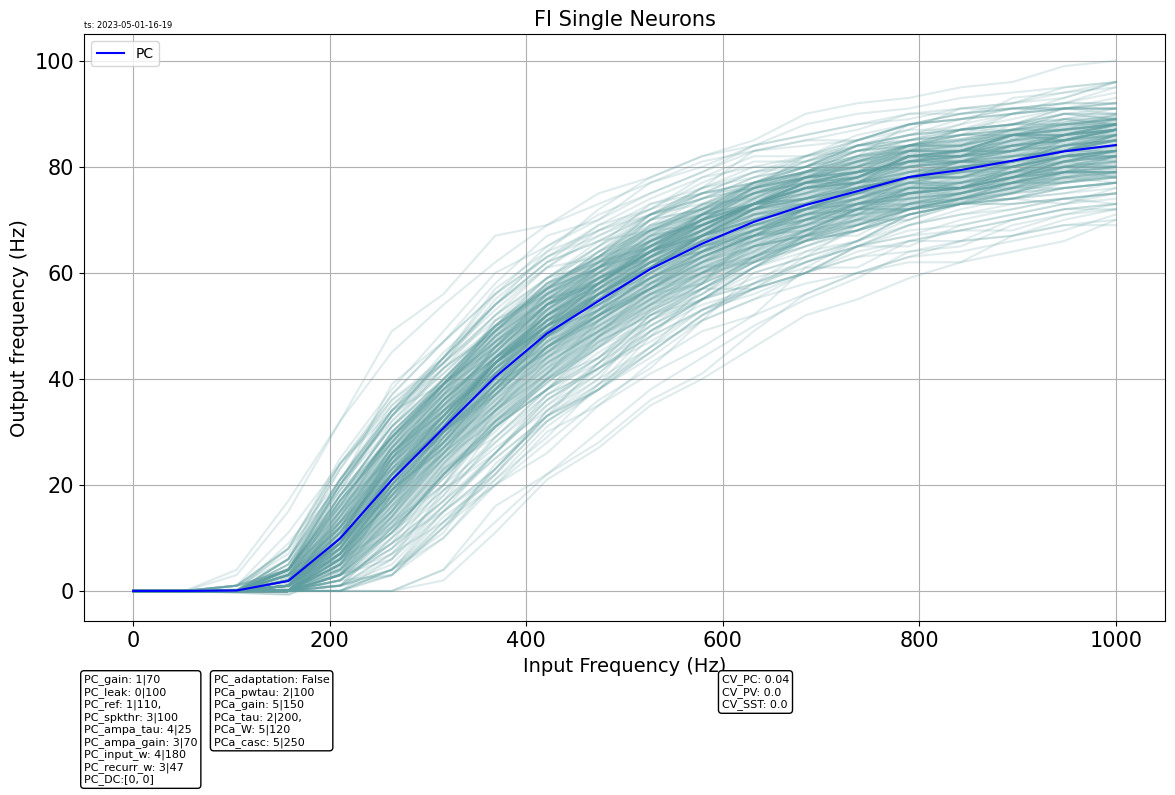 FI Single Neurons
ts: 2023-05-01-16-19
PC
100
80
60
40
20
0
Output frequency (Hz)
0 200 400 600 800 1000
Input Frequency (Hz)
PC_gain: 1|70
PC_leak: 0|100
PC_ref: 1|110,
PC_spkthr: 3|100
PC_ampa_tau: 4|25
PC_ampa_gain: 3|70
PC_input_w: 4|180
PC_recurr_w: 3|47
PC_DC:[0, 0]
PC_adaptation: False
PCa_pwtau: 2|100
PCa_gain: 5|150
PCa_tau: 2|200,
PCa_W: 5|120
PCa_casc: 5|250
CV_PC: 0.04
CV_PV: 0.0
CV_SST: 0.0